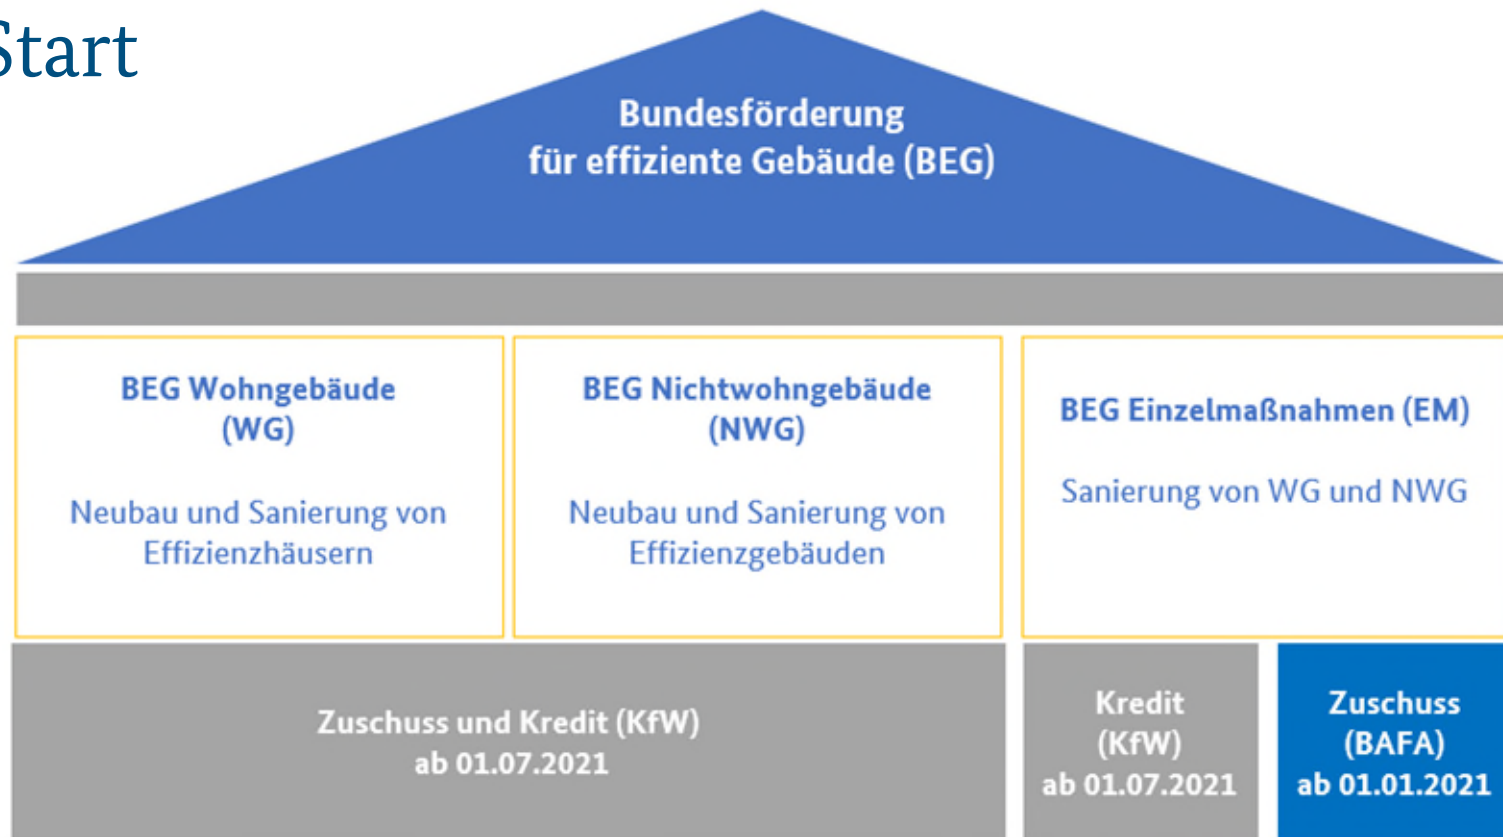 Start
Bundesförderung
für effiziente Gebäude (BEG)
BEG Wohngebäude
(WG)
Neubau und Sanierung von
Effizienzhäusern
BEG Nichtwohngebäude
(NWG)
Neubau und Sanierung von
Effizienzgebäuden
BEG Einzelmaßnahmen (EM)
Sanierung von WG und NWG
Zuschuss und Kredit (KfW)
ab 01.07.2021
Kredit
(KfW)
ab 01.07.2021
Zuschuss
(BAFA)
ab 01.01.2021